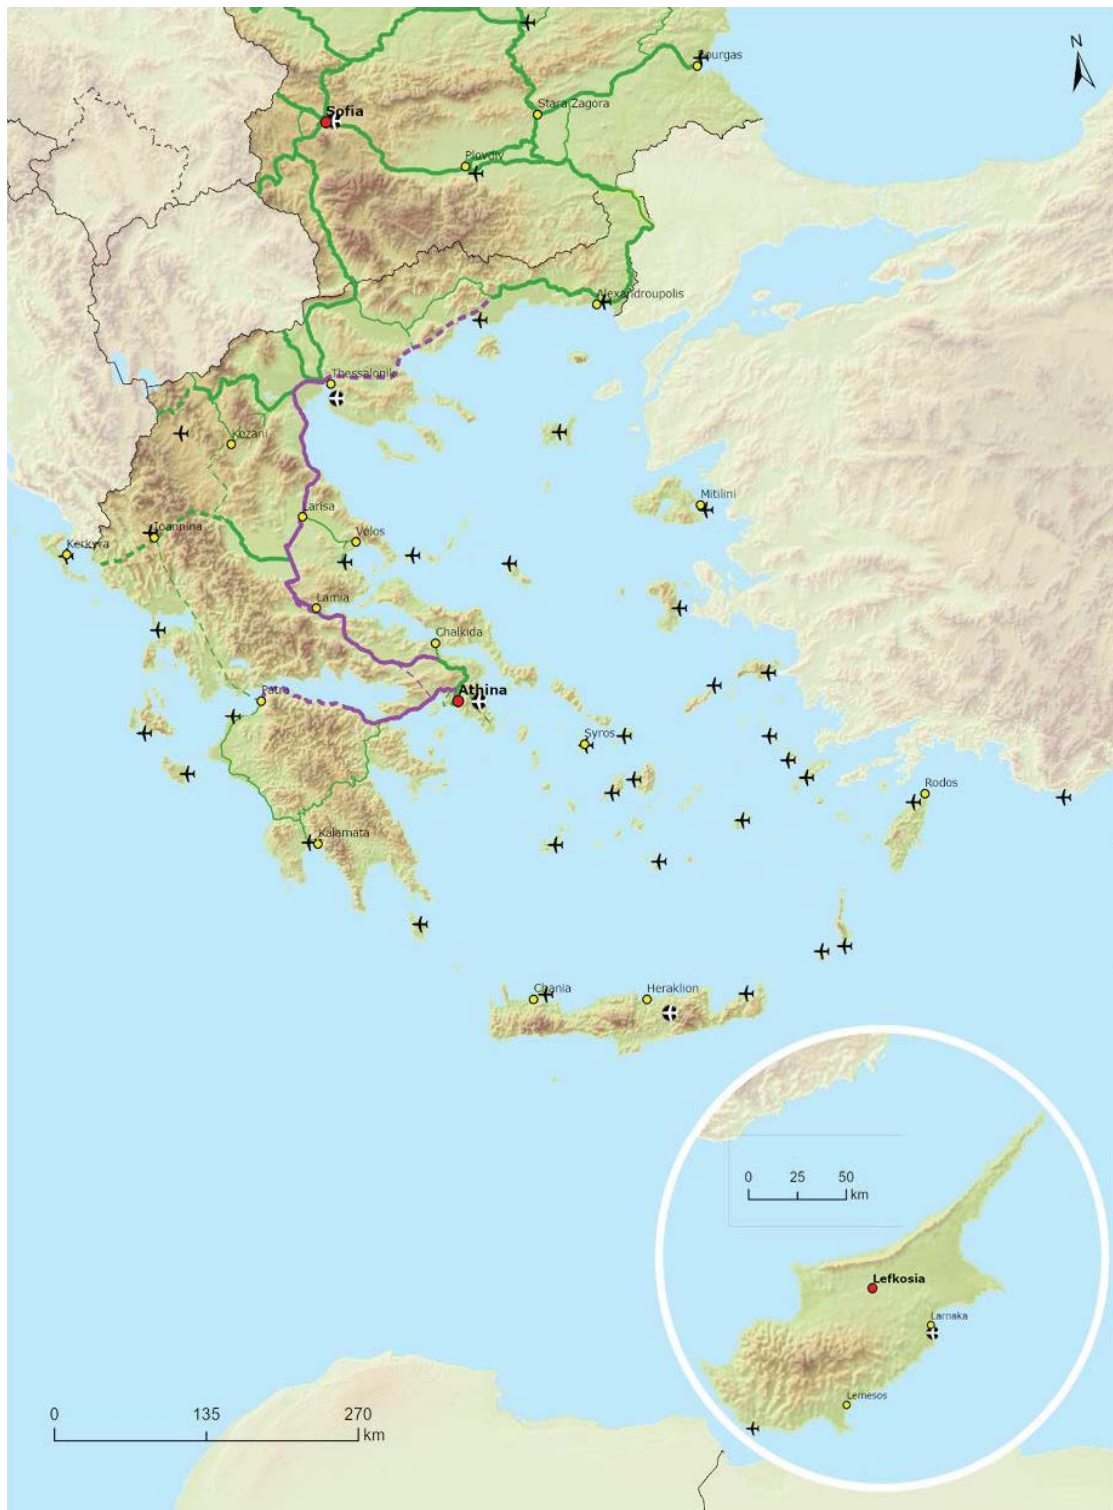 N
Bourgas
Stara Zagora
Sofia
Plovdiv
Alexandroupolis
Thessaloniki
Kozani
Mitilini
Larisa
Ioannina
Volos
Kerkyra
Lamia
Chalkida
Athina
Patra
Syros
Rodos
Kalamata
Chania
Heraklion
0 25 50
km
Lefkosia
Larnaka
Lemesos
0 135 270
km